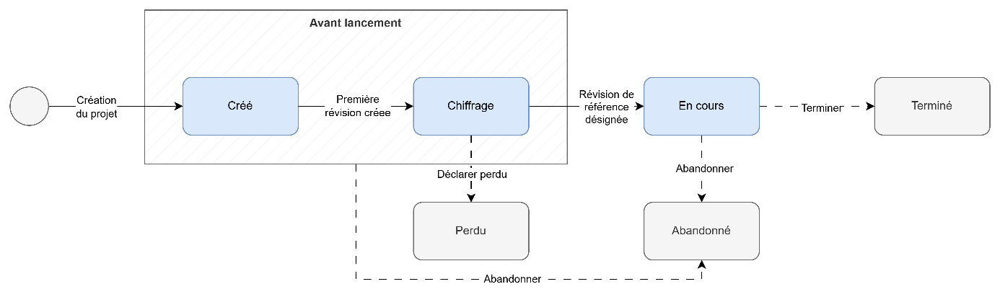 Avant lancement
Création
du projet
Créé
Première
révision créée
Chiffrage
Révision de
référence
désignée
En cours
Terminer
Terminé
Déclarer perdu
Abandonner
Perdu
Abandonné
Abandonner